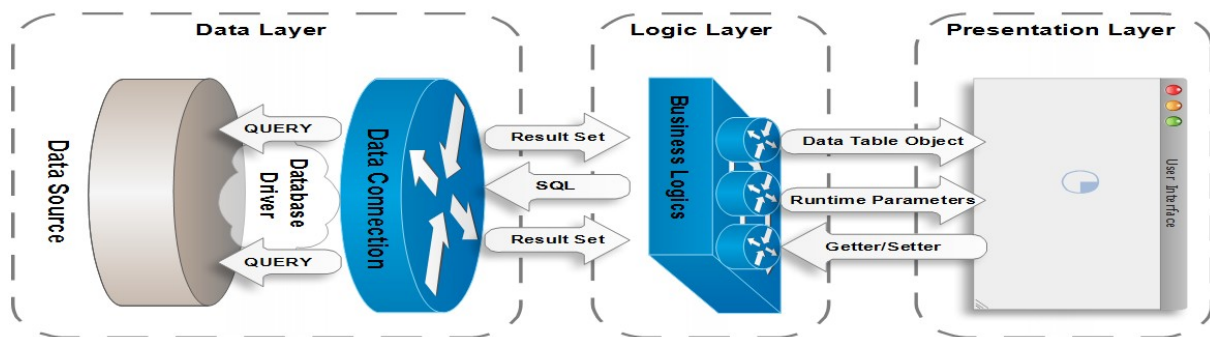 Data Layer
Logic Layer
Presentation Layer
Data Source
QUERY
Database
Driver
QUERY
Data Connection
Result Set
SQL
Result Set
Business Logics
Data Table Object
Runtime Parameters
Getter/Setter
User Interface